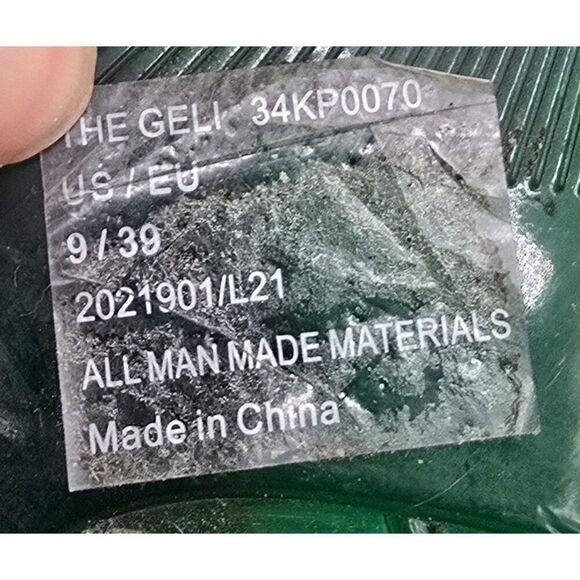 THE GELI 34KP0070
US / EU
9 / 39
2021901/L21
ALL MAN MADE MATERIALS
Made in China